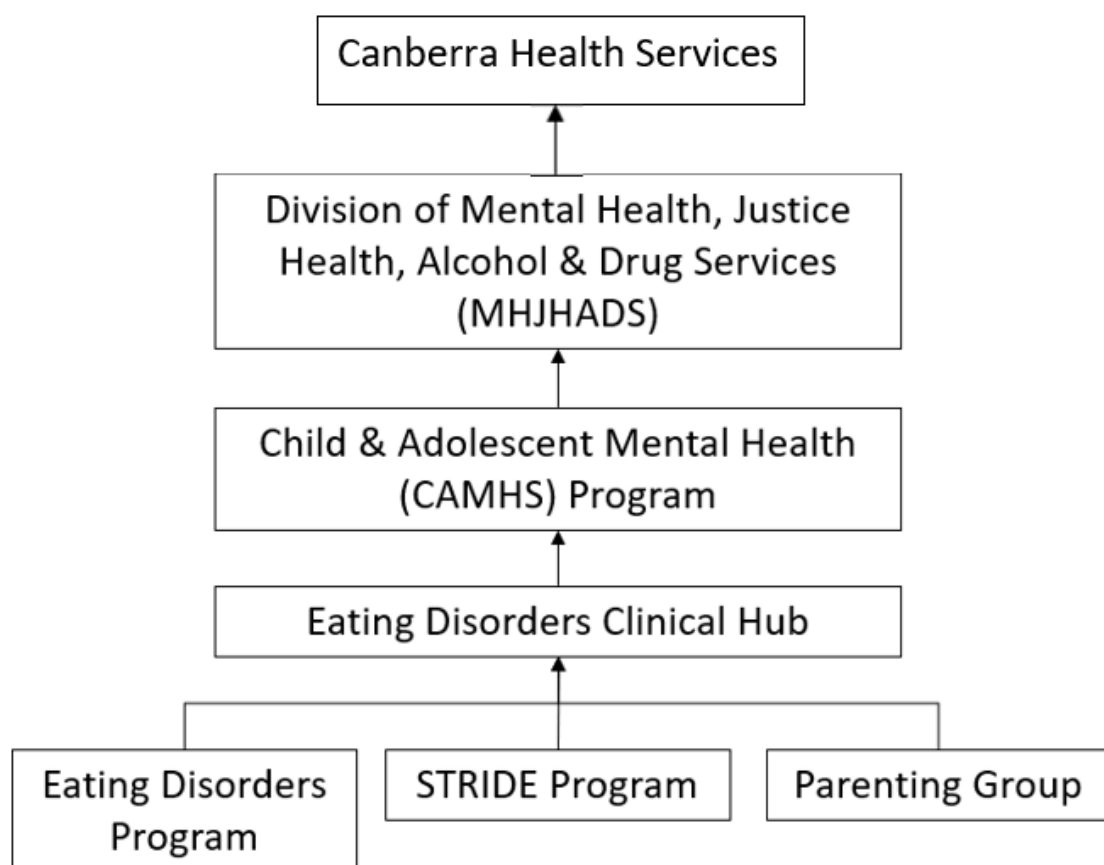 Canberra Health Services
Division of Mental Health, Justice
Health, Alcohol & Drug Services
(MHJHADS)
Child & Adolescent Mental Health
(CAMHS) Program
Eating Disorders Clinical Hub
Eating Disorders
Program
STRIDE Program
Parenting Group